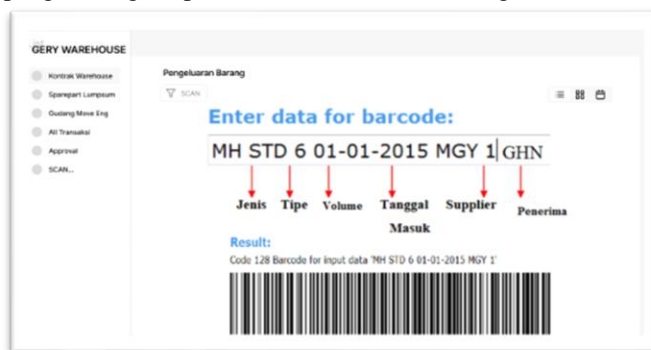 GERY WAREHOUSE
Kontrak Warehouse
Sparepart Lumpsum
Gudang Move Eng
All Transaksi
Approval
SCAN...
Pengeluaran Barang
SCAN
Enter data for barcode:
MH STD 6 01-01-2015 MGY 1 GHN
Jenis Tipe Volume Tanggal Masuk Supplier Penerima
Result:
Code 128 Barcode for input data 'MH STD 6 01-01-2015 MGY 1'